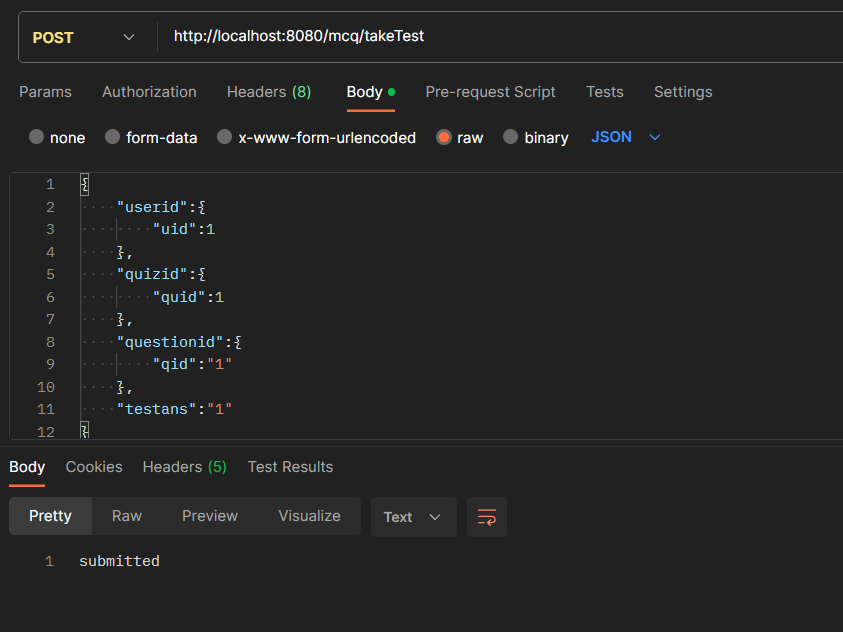 POST http://localhost:8080/mcq/takeTest
Params Authorization Headers (8) Body Pre-request Script Tests Settings
none form-data x-www-form-urlencoded raw binary JSON
1 {
2 "userid":{
3 "uid":1
4 },
5 "quizid":{
6 "quid":1
7 },
8 "questionid":{
9 "qid":"1"
10 },
11 "testans":"1"
12 }
Body Cookies Headers (5) Test Results
Pretty Raw Preview Visualize Text
1 submitted